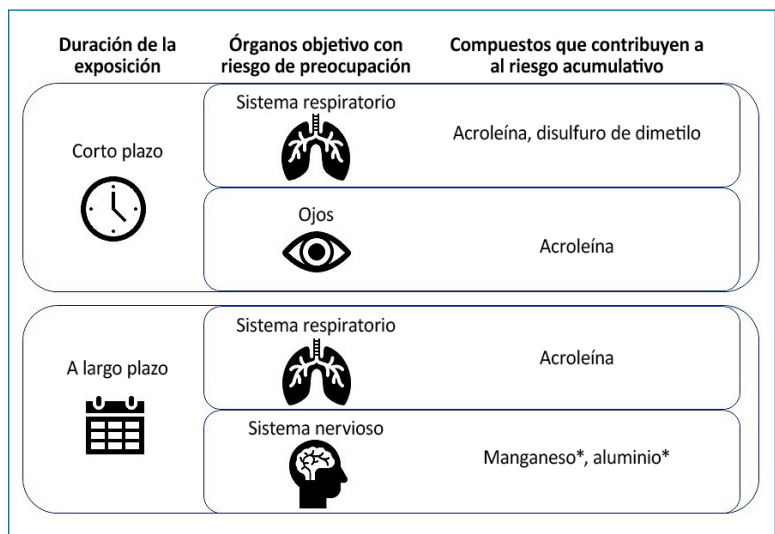 Duración de la
exposición
Órganos objetivo con
riesgo de preocupación
Compuestos que contribuyen a
al riesgo acumulativo
Corto plazo
Sistema respiratorio
Acroleína, disulfuro de dimetilo
Ojos
Acroleína
A largo plazo
Sistema respiratorio
Acroleína
Sistema nervioso
Manganeso*, aluminio*